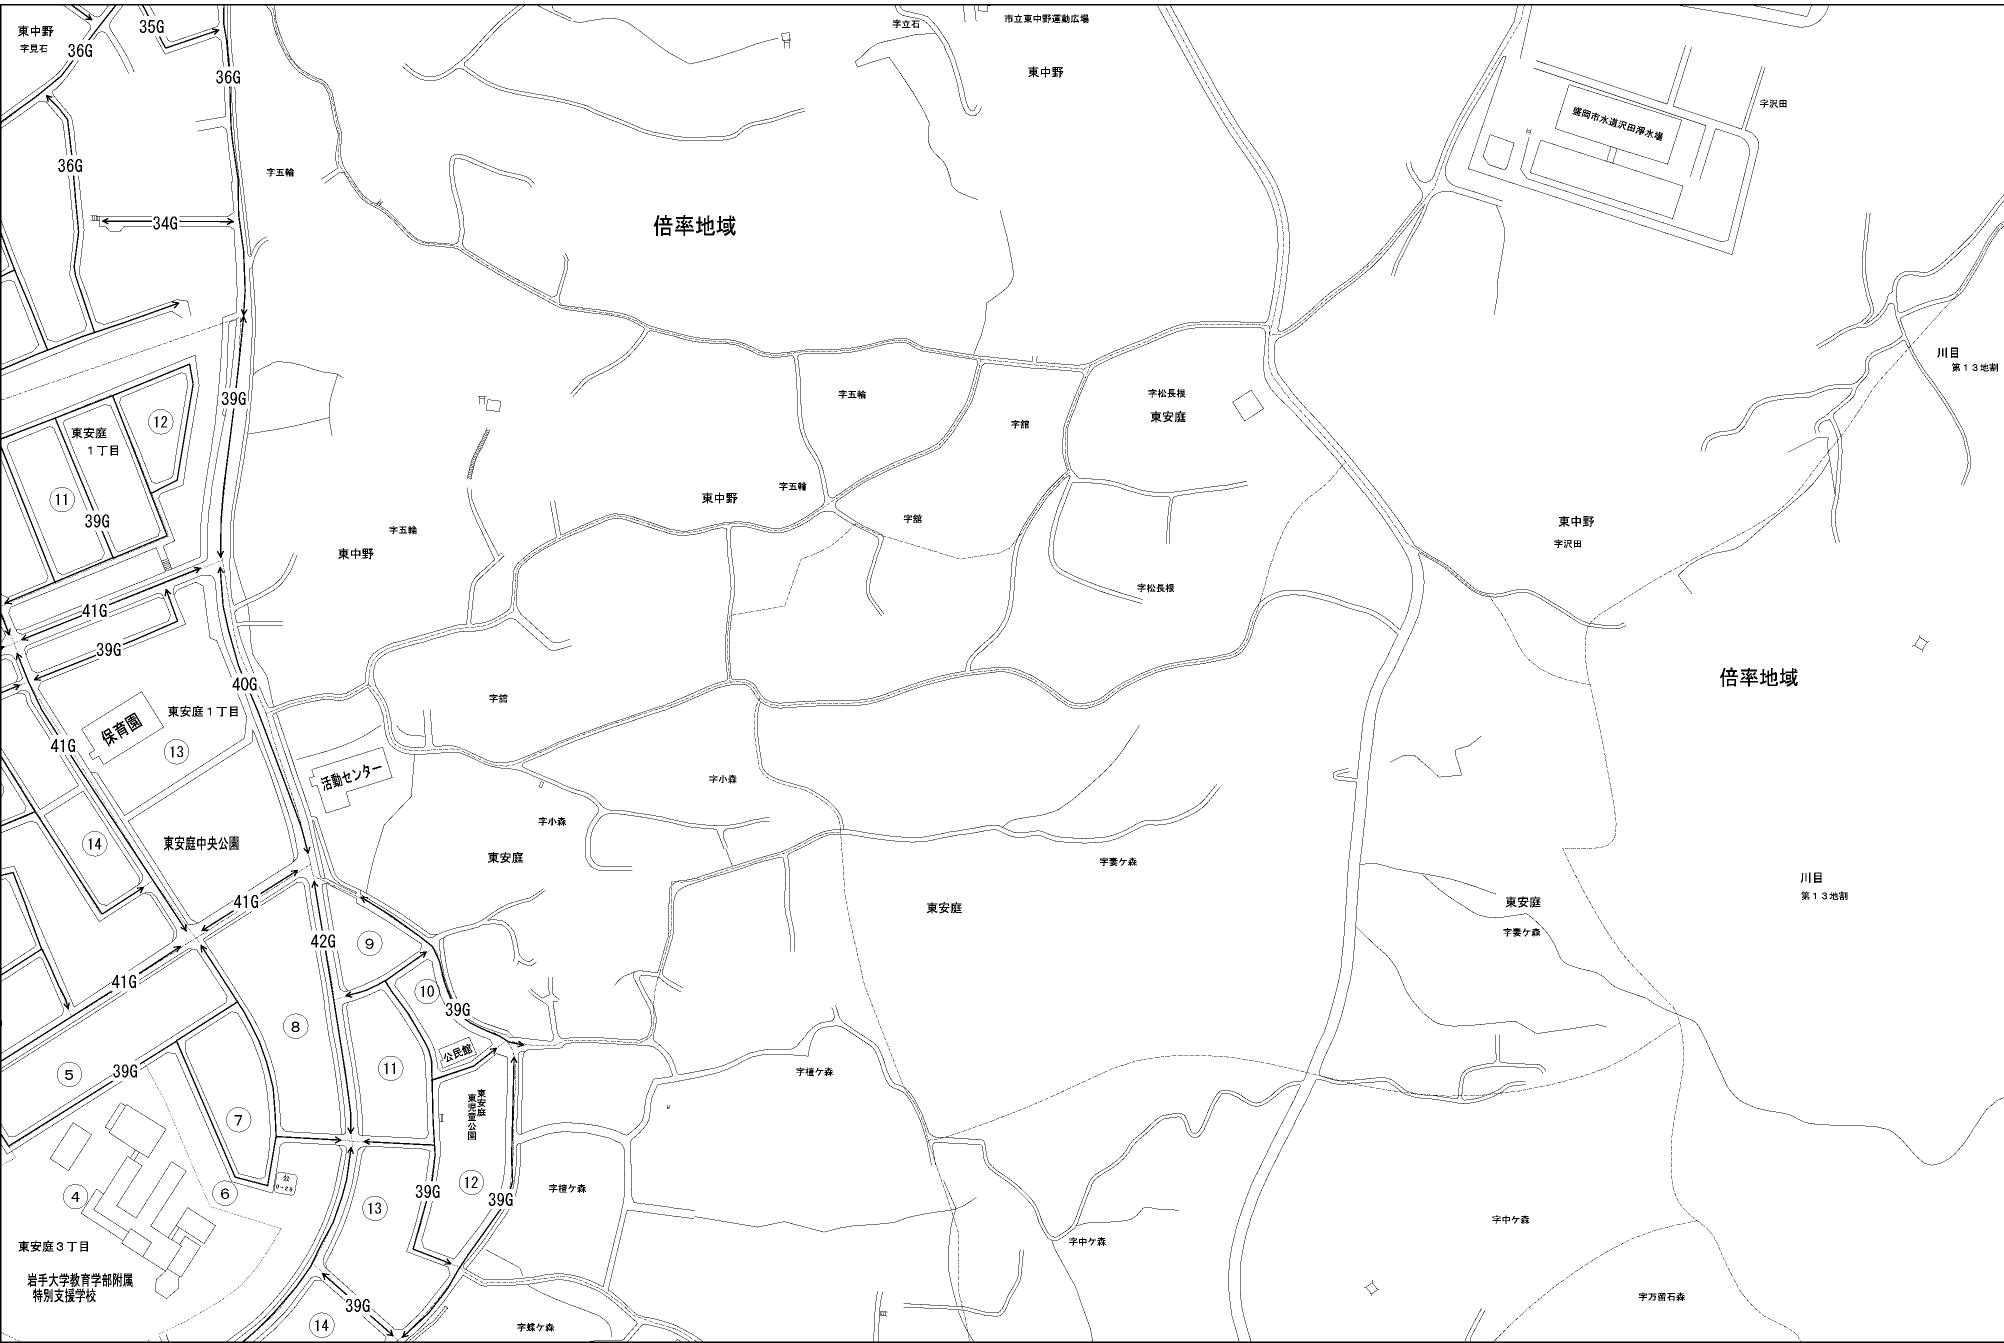 東中野
字見石
35G
36G
36G
字立石
市立東中野運動広場
東中野
字沢田
盛岡市水道沢田浄水場
36G
字五輪
34G
倍率地域
39G
川目
第13地割
字五輪
字松長根
東安庭
字館
東安庭
1丁目
12
11
39G
字五輪
東中野
字舘
東中野
字沢田
字五輪
東中野
字松長根
41G
39G
40G
倍率地域
字舘
東安庭1丁目
保育園
13
41G
活動センター
字小森
字小森
14
東安庭中央公園
東安庭
字妻ケ森
川目
第13地割
東安庭
字妻ケ森
東安庭
41G
42G
9
41G
10
39G
8
公民館
5
39G
11
字檀ケ森
東安庭
東児童公園
7
12
字檀ケ森
39G
39G
公
6
4
13
字中ケ森
字中ケ森
東安庭3丁目
岩手大学教育学部附属
特別支援学校
39G
字万留石森
14
字蝶ケ森